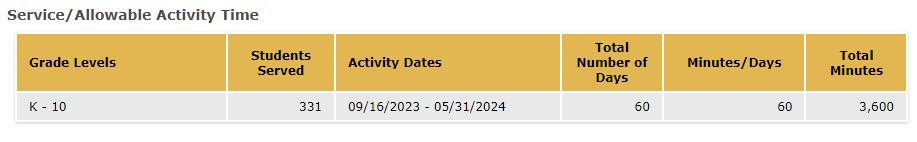 Service/Allowable Activity Time
Grade Levels
Students
Served
Activity Dates
Total
Number of
Days
Minutes/Days
Total
Minutes
K - 10 331 09/16/2023 - 05/31/2024 60 60 3,600